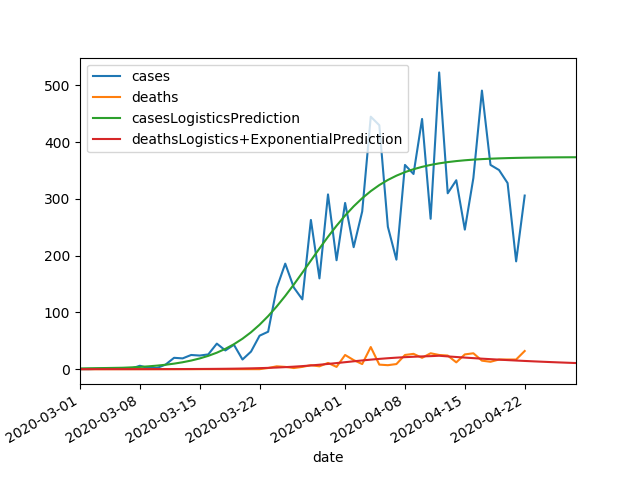 500
400
300
200
100
0
cases
deaths
casesLogisticsPrediction
deathsLogistics+ExponentialPrediction
2020-03-01
2020-03-08
2020-03-15
2020-03-22
2020-04-01
2020-04-08
2020-04-15
2020-04-22
date